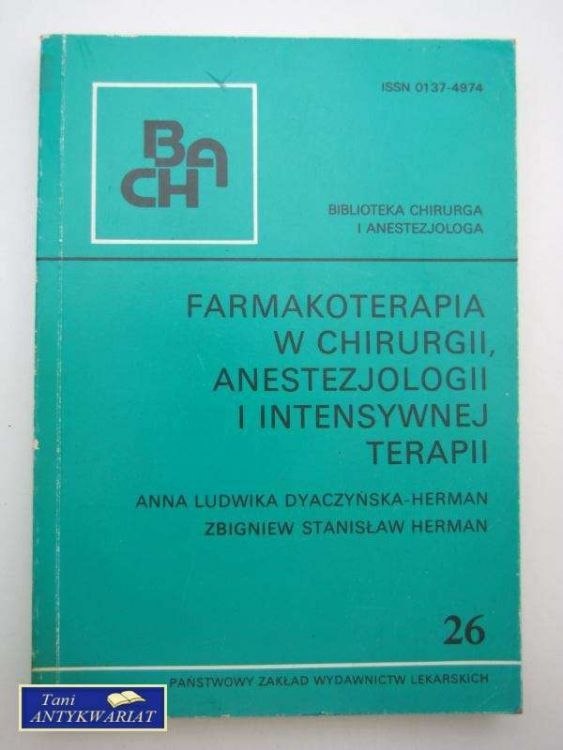 ISSN 0137-4974
BA
CH
BIBLIOTEKA CHIRURGA
I ANESTEZJOLOGA
FARMAKOTERAPIA
W CHIRURGII,
ANESTEZJOLOGII
I INTENSYWNEJ
TERAPII
ANNA LUDWIKA DYACZYŃSKA-HERMAN
ZBIGNIEW STANISŁAW HERMAN
26
PAŃSTWOWY ZAKŁAD WYDAWNICTW LEKARSKICH
Tani
ANTYKWARIAT